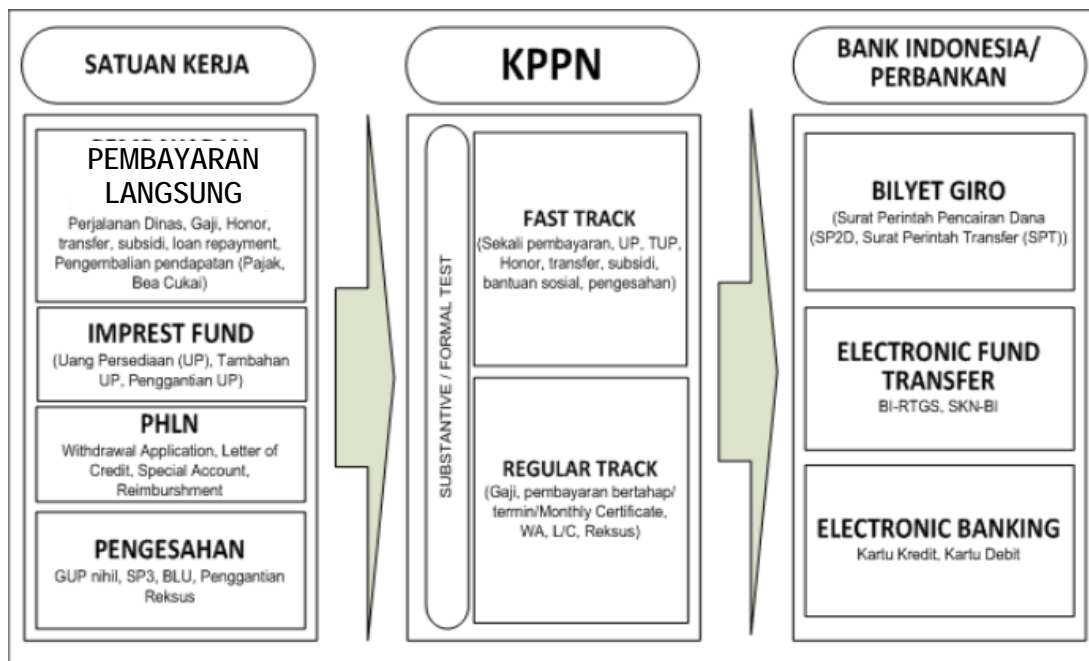 SATUAN KERJA
PEMBAYARAN
LANGSUNG
Perjalanan Dinas, Gaji, Honor,
transfer, subsidi, loan repayment,
Pengembalian pendapatan (Pajak,
Bea Cukai)
IMPREST FUND
(Uang Persediaan (UP), Tambahan
UP, Penggantian UP)
PHLN
Withdrawal Application, Letter of
Credit, Special Account,
Reimburshment
PENGESAHAN
GUP nihil, SP3, BLU, Penggantian
Reksus
KPPN
SUBSTANTIVE / FORMAL TEST
FAST TRACK
(Sekali pembayaran, UP, TUP,
Honor, transfer, subsidi,
bantuan sosial, pengesahan)
REGULAR TRACK
(Gaji, pembayaran bertahap/
termin/Monthly Certificate,
WA, L/C, Reksus)
BANK INDONESIA/
PERBANKAN
BILYET GIRO
(Surat Perintah Pencairan Dana
(SP2D, Surat Perintah Transfer (SPT))
ELECTRONIC FUND
TRANSFER
BI-RTGS, SKN-BI
ELECTRONIC BANKING
Kartu Kredit, Kartu Debit